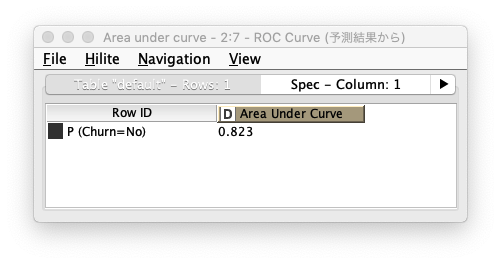 Area under curve - 2:7 - ROC Curve (予測結果から)
File Hilite Navigation View
Table "default" - Rows: 1 Spec - Column: 1
Row ID D Area Under Curve
P (Churn=No) 0.823